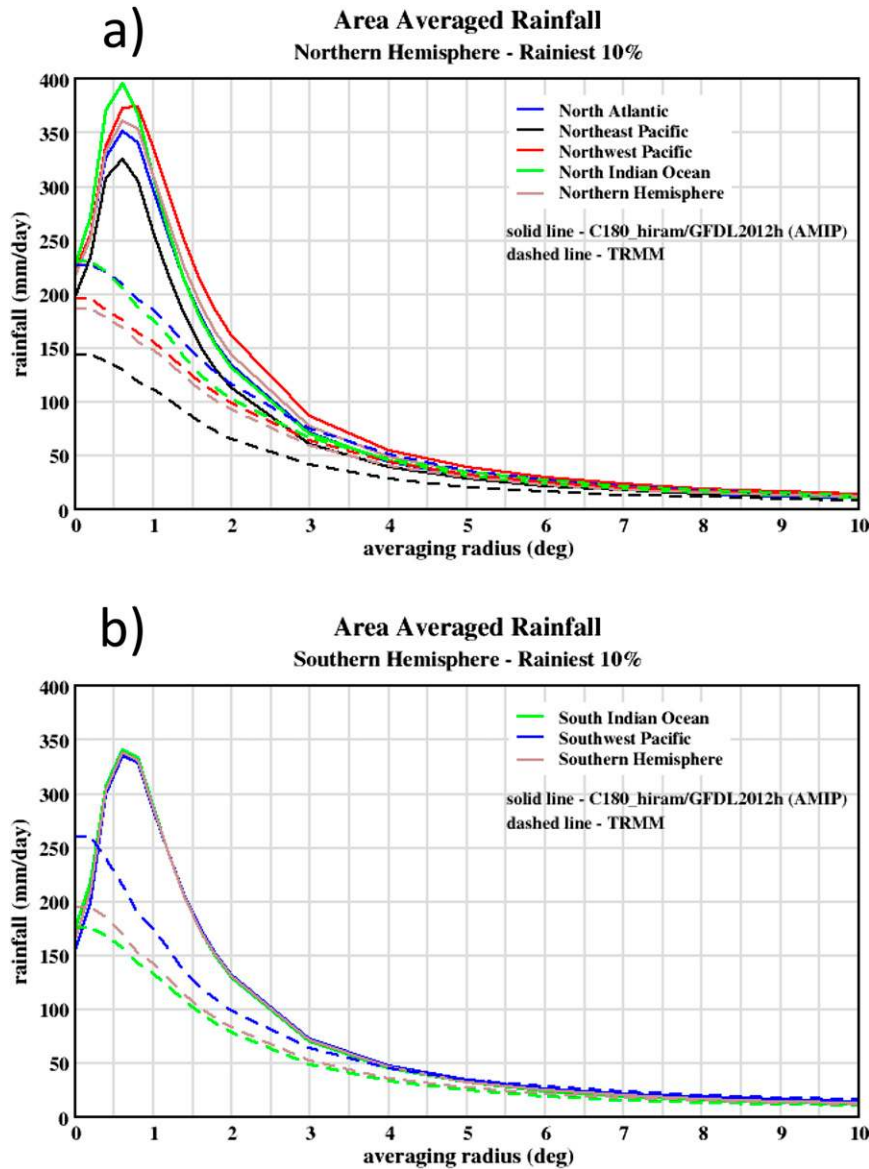 a)
Area Averaged Rainfall
Northern Hemisphere - Rainiest 10%
400
350
300
250
200
150
100
50
0
rainfall (mm/day)
North Atlantic
Northeast Pacific
Northwest Pacific
North Indian Ocean
Northern Hemisphere
solid line - C180_hiram/GFDL2012h (AMIP)
dashed line - TRMM
0 1 2 3 4 5 6 7 8 9 10
averaging radius (deg)
b)
Area Averaged Rainfall
Southern Hemisphere - Rainiest 10%
400
350
300
250
200
150
100
50
0
rainfall (mm/day)
South Indian Ocean
Southwest Pacific
Southern Hemisphere
solid line - C180_hiram/GFDL2012h (AMIP)
dashed line - TRMM
0 1 2 3 4 5 6 7 8 9 10
averaging radius (deg)